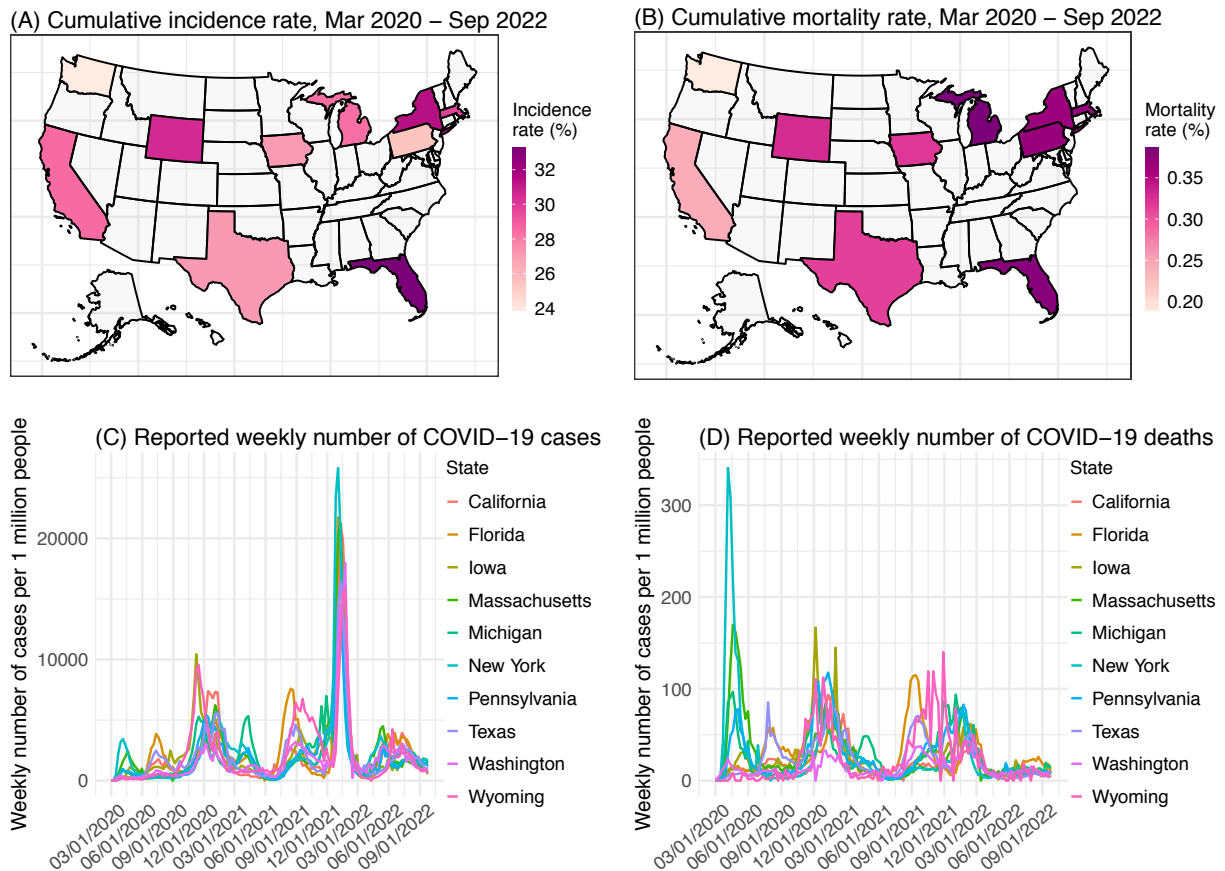 (A) Cumulative incidence rate, Mar 2020 − Sep 2022
Incidence
rate (%)
32
30
28
26
24
(B) Cumulative mortality rate, Mar 2020 − Sep 2022
Mortality
rate (%)
0.35
0.30
0.25
0.20
(C) Reported weekly number of COVID−19 cases
Weekly number of cases per 1 million people
20000
10000
0
03/01/2020
06/01/2020
09/01/2020
12/01/2020
03/01/2021
06/01/2021
09/01/2021
12/01/2021
03/01/2022
06/01/2022
09/01/2022
State
California
Florida
Iowa
Massachusetts
Michigan
New York
Pennsylvania
Texas
Washington
Wyoming
(D) Reported weekly number of COVID−19 deaths
Weekly number of cases per 1 million people
300
200
100
0
03/01/2020
06/01/2020
09/01/2020
12/01/2020
03/01/2021
06/01/2021
09/01/2021
12/01/2021
03/01/2022
06/01/2022
09/01/2022
State
California
Florida
Iowa
Massachusetts
Michigan
New York
Pennsylvania
Texas
Washington
Wyoming